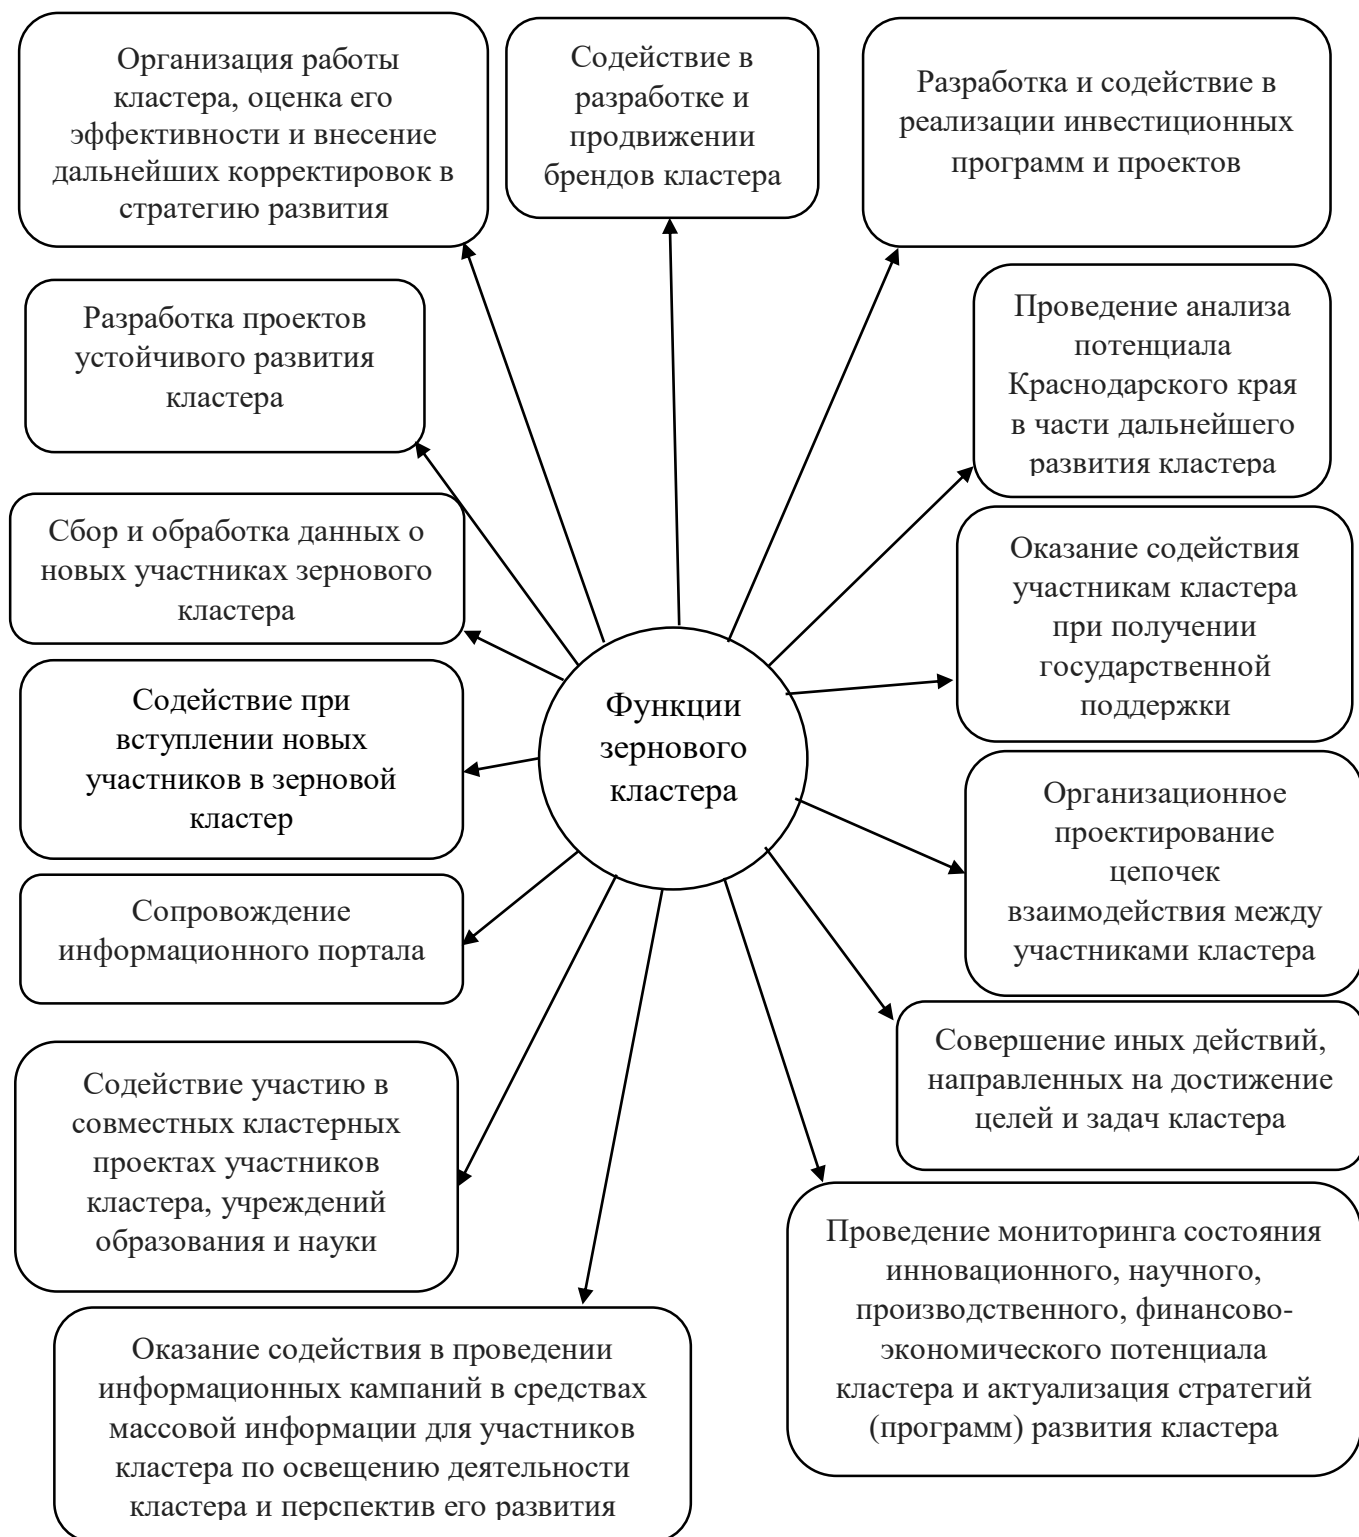 Организация работы
кластера, оценка его
эффективности и внесение
дальнейших корректировок в
стратегию развития
Содействие в
разработке и
продвижении
брендов кластера
Разработка и содействие в
реализации инвестиционных
программ и проектов
Разработка проектов
устойчивого развития
кластера
Проведение анализа
потенциала
Краснодарского края
в части дальнейшего
развития кластера
Сбор и обработка данных о
новых участниках зернового
кластера
Оказание содействия
участникам кластера
при получении
государственной
поддержки
Содействие при
вступлении новых
участников в зерновой
кластер
Функции
зернового
кластера
Организационное
проектирование
цепочек
взаимодействия между
участниками кластера
Сопровождение
информационного портала
Совершение иных действий,
направленных на достижение
целей и задач кластера
Содействие участию в
совместных кластерных
проектах участников
кластера, учреждений
образования и науки
Проведение мониторинга состояния
инновационного, научного,
производственного, финансово-
экономического потенциала
кластера и актуализация стратегий
(программ) развития кластера
Оказание содействия в проведении
информационных кампаний в средствах
массовой информации для участников
кластера по освещению деятельности
кластера и перспектив его развития